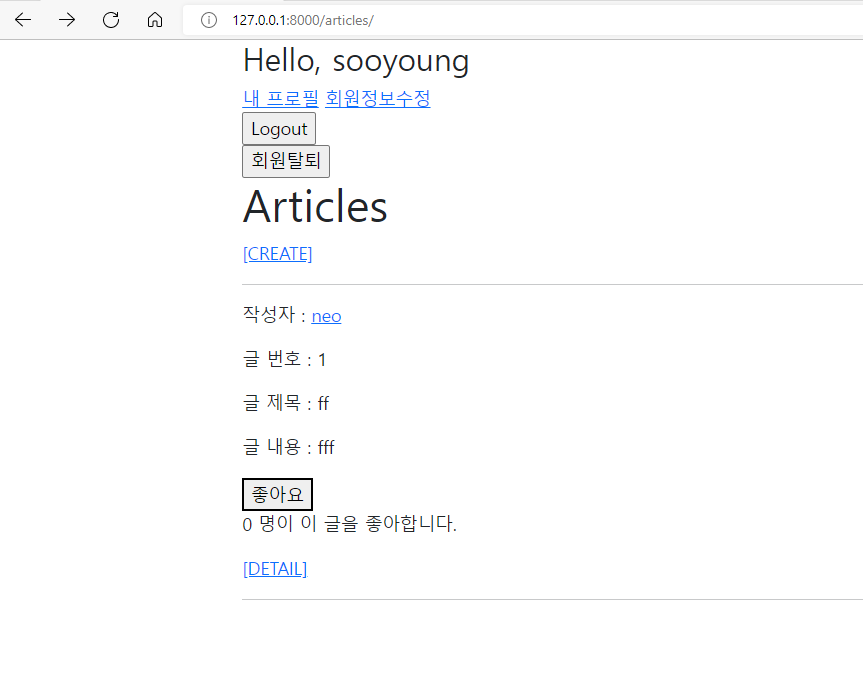 127.0.0.1:8000/articles/
Hello, sooyoung
내 프로필 회원정보수정
Logout
회원탈퇴
Articles
[CREATE]
작성자 : neo
글 번호 : 1
글 제목 : ff
글 내용 : fff
좋아요
0 명이 이 글을 좋아합니다.
[DETAIL]